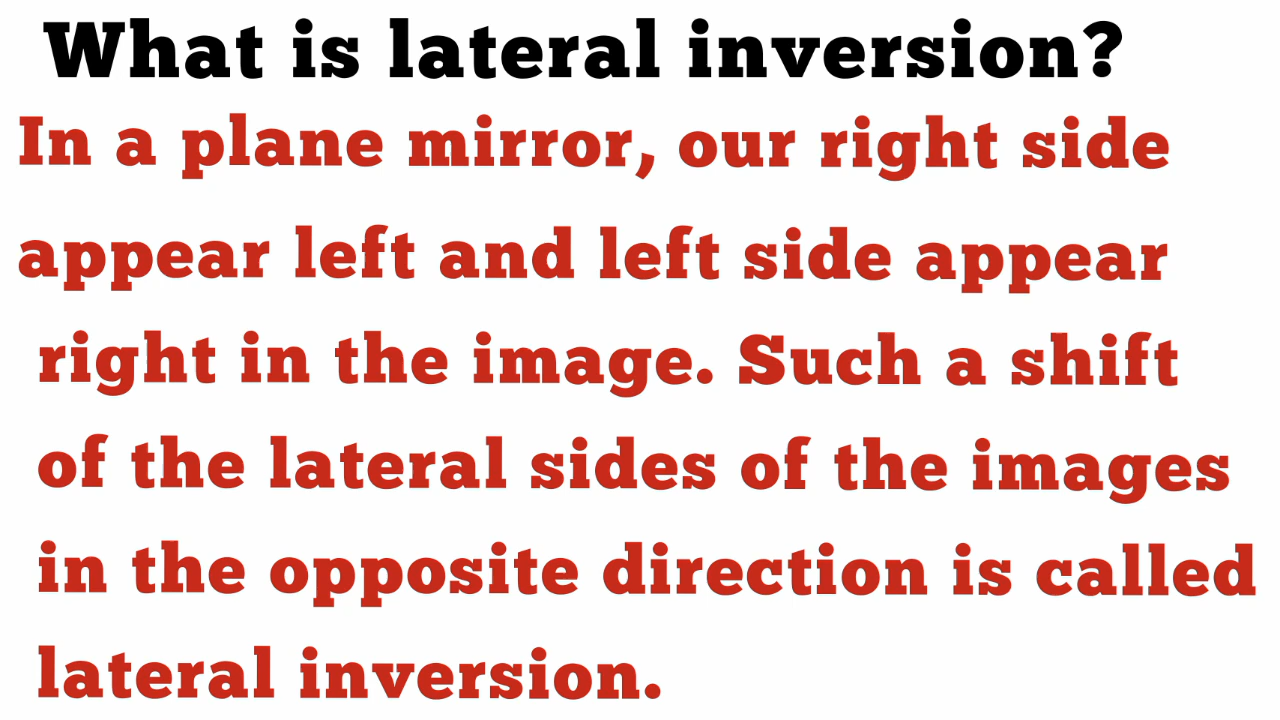 What is lateral inversion?
In a plane mirror, our right side
appear left and left side appear
right in the image. Such a shift
of the lateral sides of the images
in the opposite direction is called
lateral inversion.